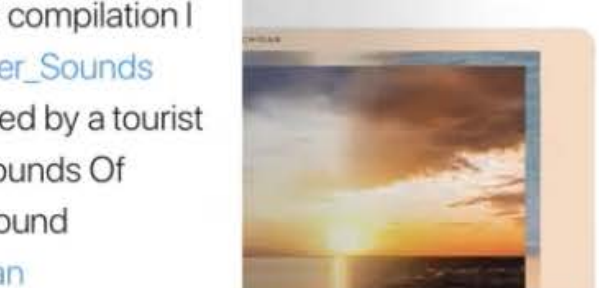 compilation I
er_Sounds
ed by a tourist
ounds Of
ound
an